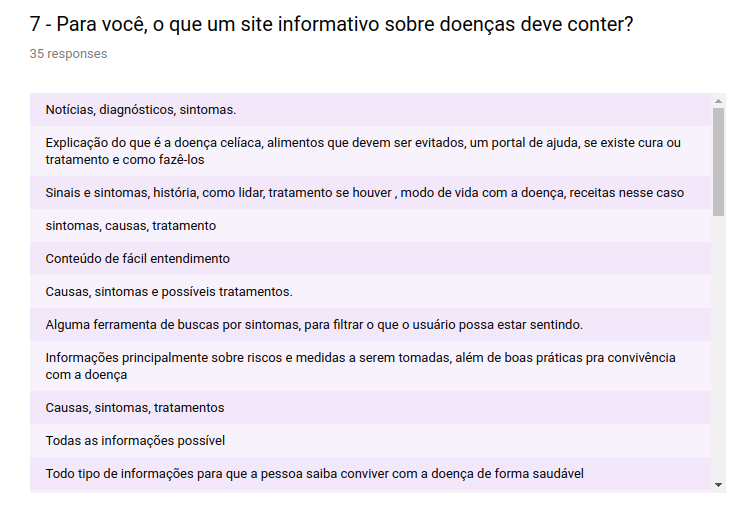 7 - Para você, o que um site informativo sobre doenças deve conter?
35 responses
Notícias, diagnósticos, sintomas.
Explicação do que é a doença celíaca, alimentos que devem ser evitados, um portal de ajuda, se existe cura ou
tratamento e como fazê-los
Sinais e sintomas, história, como lidar, tratamento se houver , modo de vida com a doença, receitas nesse caso
sintomas, causas, tratamento
Conteúdo de fácil entendimento
Causas, sintomas e possíveis tratamentos.
Alguma ferramenta de buscas por sintomas, para filtrar o que o usuário possa estar sentindo.
Informações principalmente sobre riscos e medidas a serem tomadas, além de boas práticas pra convivência
com a doença
Causas, sintomas, tratamentos
Todas as informações possível
Todo tipo de informações para que a pessoa saiba conviver com a doença de forma saudável